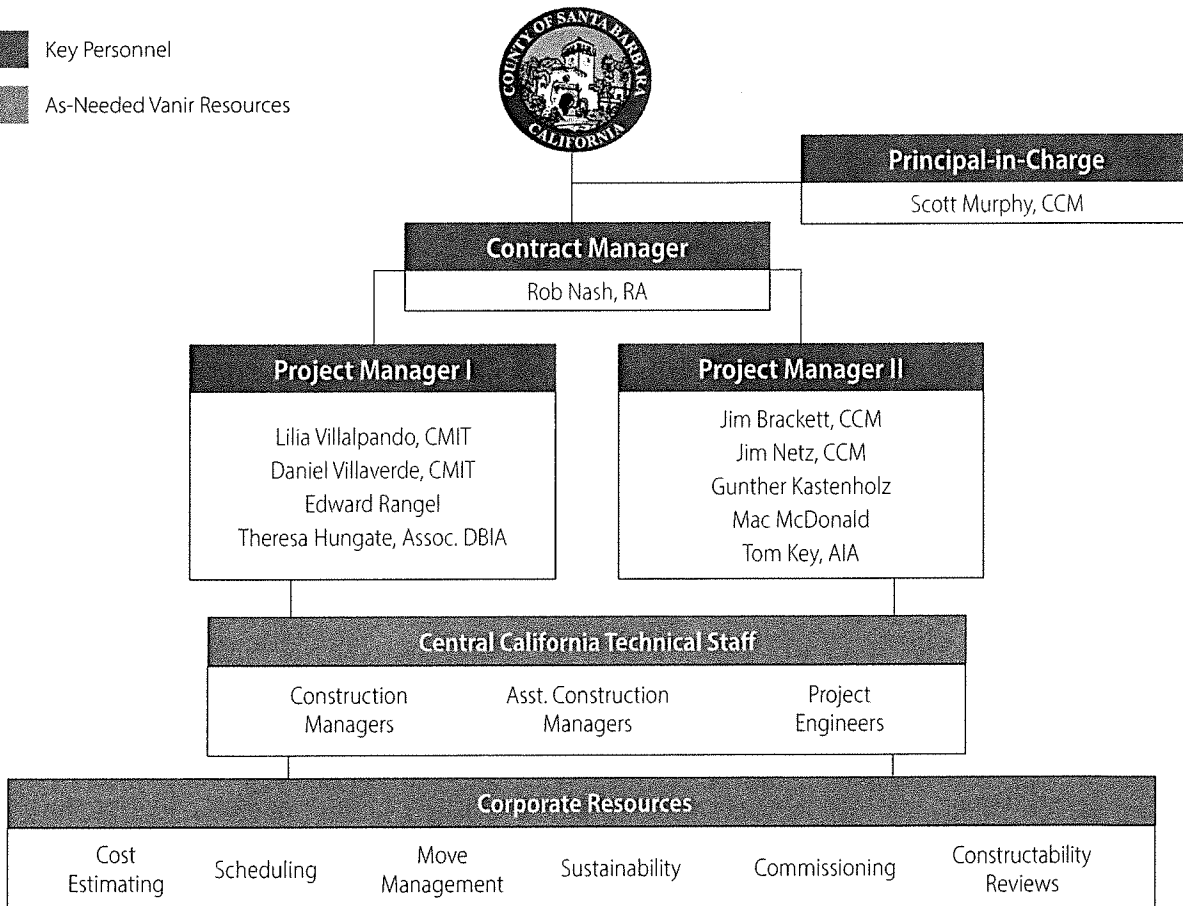 Key Personnel
As-Needed Vanir Resources
COUNTY OF SANTA BARBARA
CALIFORNIA
Principal-in-Charge
Scott Murphy, CCM
Contract Manager
Rob Nash, RA
Project Manager I
Lilia Villalpando, CMIT
Daniel Villaverde, CMIT
Edward Rangel
Theresa Hungate, Assoc. DBIA
Project Manager II
Jim Brackett, CCM
Jim Netz, CCM
Gunther Kastenholz
Mac McDonald
Tom Key, AIA
Central California Technical Staff
Construction
Managers
Asst. Construction
Managers
Project
Engineers
Corporate Resources
Cost
Estimating
Scheduling
Move
Management
Sustainability
Commissioning
Constructability
Reviews